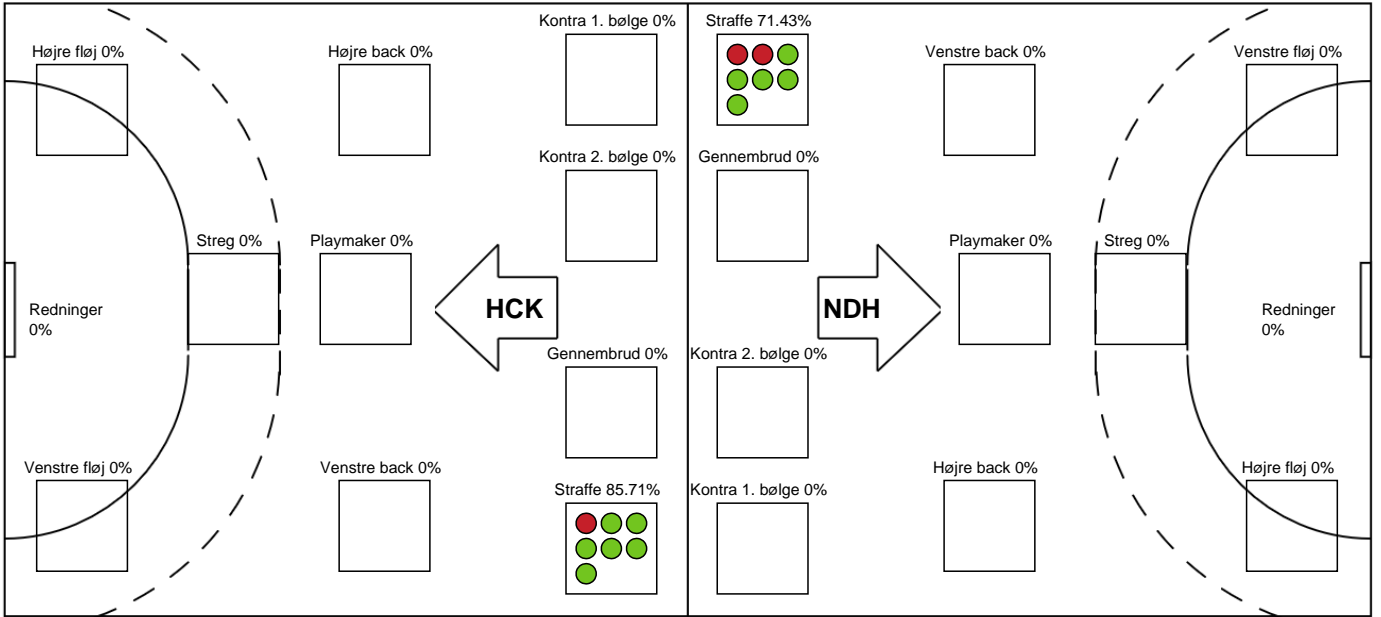 Kontra 1. bølge 0%
Straffe 71.43%
Højre fløj 0%
Højre back 0%
Venstre back 0%
Venstre fløj 0%
Kontra 2. bølge 0%
Gennembrud 0%
Streg 0%
Playmaker 0%
Playmaker 0%
Streg 0%
Redninger
0%
HCK
NDH
Redninger
0%
Gennembrud 0%
Kontra 2. bølge 0%
Venstre fløj 0%
Venstre back 0%
Højre back 0%
Højre fløj 0%
Straffe 85.71%
Kontra 1. bølge 0%